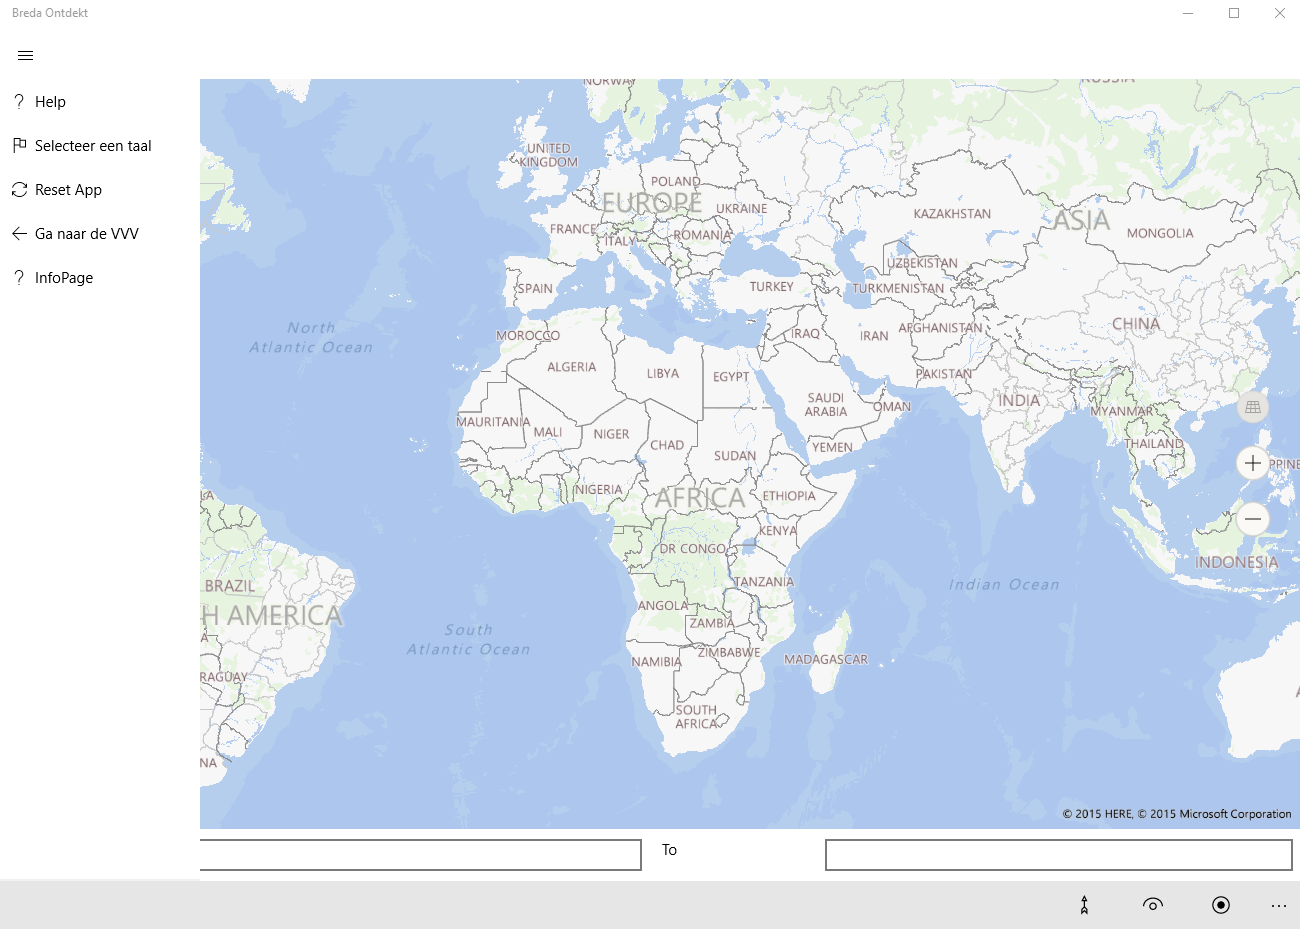 Breda Ontdekt
Help
Selecteer een taal
Reset App
Ga naar de VVV
InfoPage
NORWAY
RUSSIA
UNITED
KINGDOM
POLAND
EUROPE
UKRAINE
KAZAKHSTAN
ASIA
MONGOLIA
FRANCE
ITALY
ROMANIA
UZBEKISTAN
SPAIN
TURKEY
TURKMENISTAN
North
Atlantic Ocean
MOROCCO
IRAQ
IRAN
AFGHANISTAN
CHINA
ALGERIA
LIBYA
EGYPT
PAKISTAN
SAUDI
ARABIA
OMAN
INDIA
MYANMAR
MAURITANIA
MALI
NIGER
CHAD
SUDAN
YEMEN
THAILAND
PPINE
LA
NIGERIA
AFRICA
ETHIOPIA
KENYA
DR CONGO
INDONESIA
BRAZIL
TANZANIA
Indian Ocean
H AMERICA
ANGOLA
ZAMBIA
South
Atlantic Ocean
A
RAGUAY
NAMIBIA
ZIMBABWE
MADAGASCAR
A
SOUTH
AFRICA
NA
© 2015 HERE, © 2015 Microsoft Corporation
To